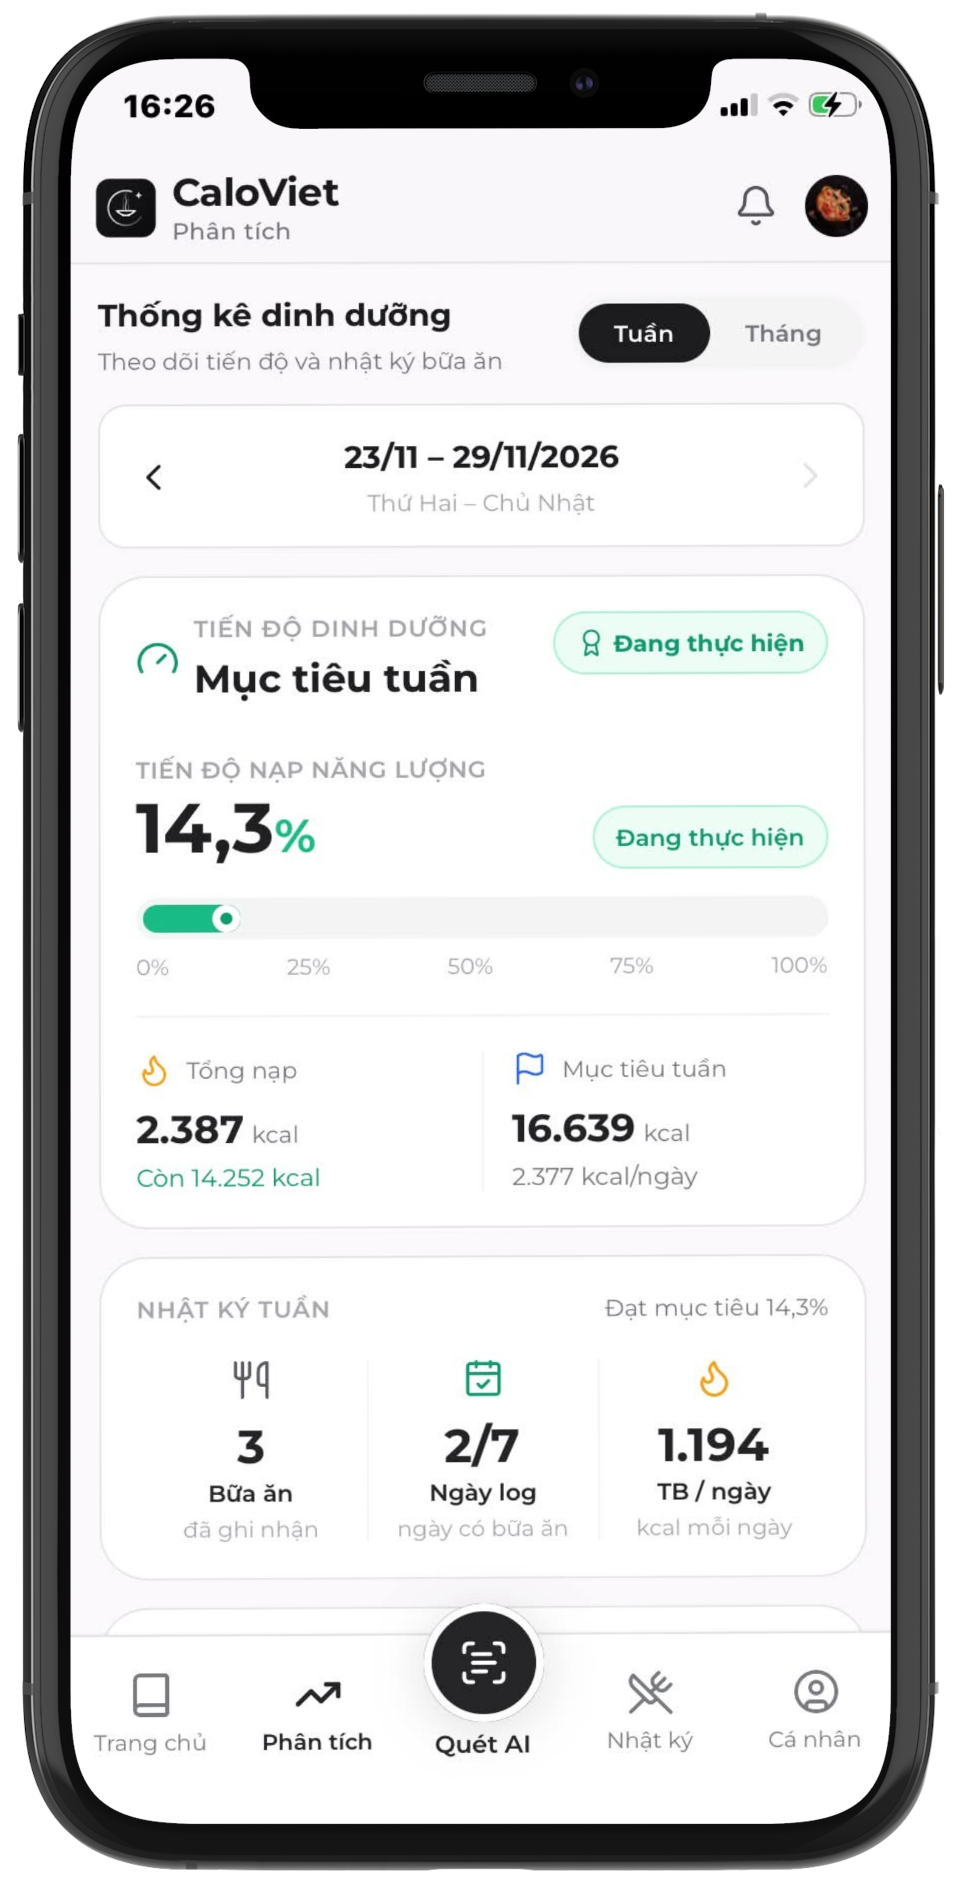 16:26
CaloViet
Phân tích
Thống kê dinh dưỡng
Theo dõi tiến độ và nhật ký bữa ăn
Tuần
Tháng
23/11 – 29/11/2026
Thứ Hai – Chủ Nhật
TIẾN ĐỘ DINH DƯỠNG
Mục tiêu tuần
Đang thực hiện
TIẾN ĐỘ NẠP NĂNG LƯỢNG
14,3%
Đang thực hiện
0% 25% 50% 75% 100%
Tổng nạp
2.387 kcal
Còn 14.252 kcal
Mục tiêu tuần
16.639 kcal
2.377 kcal/ngày
NHẬT KÝ TUẦN
Đạt mục tiêu 14,3%
3
Bữa ăn
đã ghi nhận
2/7
Ngày log
ngày có bữa ăn
1.194
TB / ngày
kcal mỗi ngày
Trang chủ
Phân tích
Quét AI
Nhật ký
Cá nhân